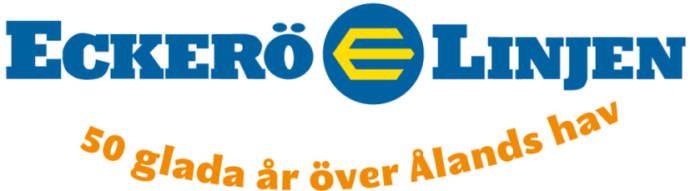 ECKERÖ LINJEN
50 glada år över Ålands hav